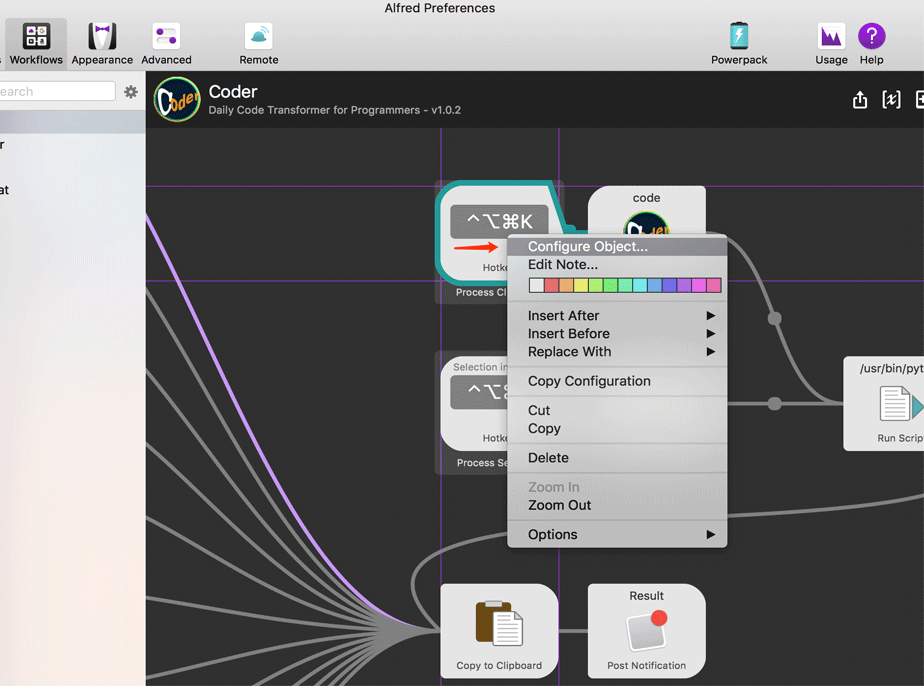 Alfred Preferences
Workflows
Appearance
Advanced
Remote
Powerpack
Usage
Help
earch
Coder
Coder
Daily Code Transformer for Programmers - v1.0.2
r
at
^⌥⌘K
Hotke
Process Cl
code
Configure Object...
Edit Note...
Insert After
Insert Before
Replace With
Copy Configuration
Cut
Copy
Delete
Zoom In
Zoom Out
Options
Selection in
^⌥⌘
Hotke
Process Se
/usr/bin/pyt
Run Scrip
Copy to Clipboard
Result
Post Notification